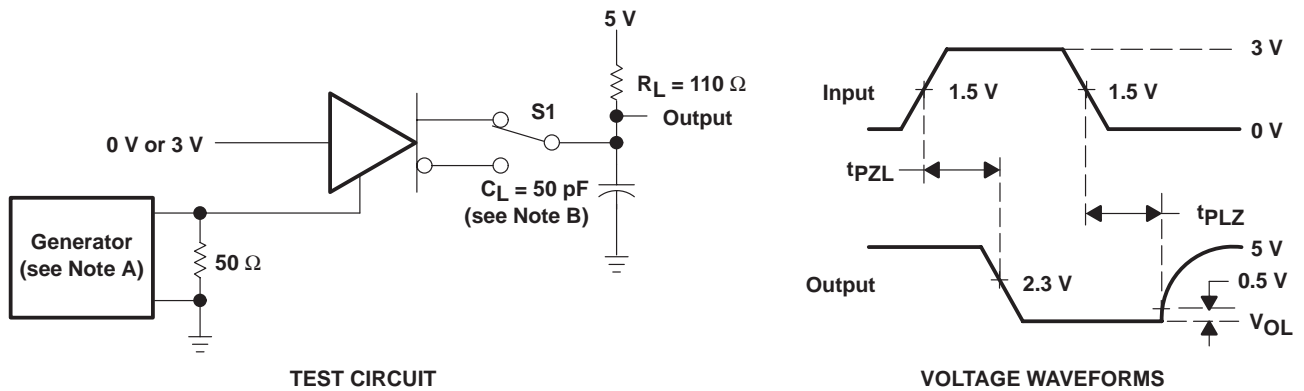 5 V
RL = 110 Ω
S1
Output
0 V or 3 V
CL = 50 pF
(see Note B)
Generator
(see Note A)
50 Ω
TEST CIRCUIT
3 V
Input
1.5 V
1.5 V
0 V
tPZL
tPLZ
5 V
Output
2.3 V
0.5 V
VOL
VOLTAGE WAVEFORMS